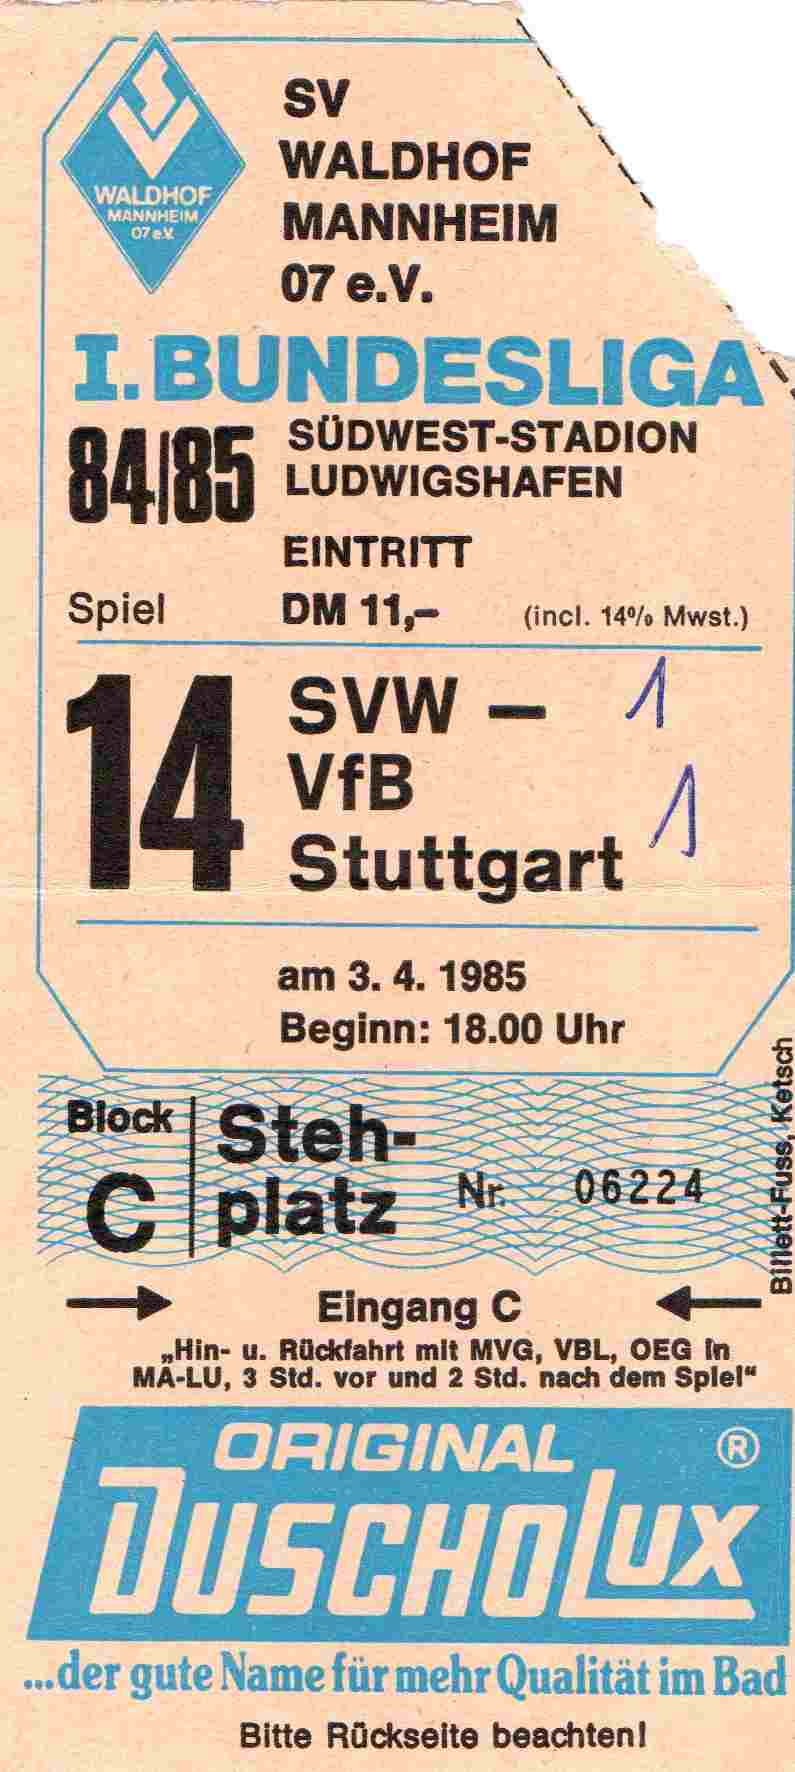 WALDHOF
MANNHEIM
07 e.V.
SV
WALDHOF
MANNHEIM
07 e.V.
I. BUNDESLIGA
84/85
SÜDWEST-STADION
LUDWIGSHAFEN
EINTRITT
Spiel DM 11,– (incl. 14% Mwst.)
14
SVW – 1
VfB
Stuttgart 1
am 3. 4. 1985
Beginn: 18.00 Uhr
Block
C
Steh-
platz
Nr. 06224
Billett-Fuss, Ketsch
Eingang C
„Hin- u. Rückfahrt mit MVG, VBL, OEG in
MA-LU, 3 Std. vor und 2 Std. nach dem Spiel"
ORIGINAL ®
DUSCHOLUX
...der gute Name für mehr Qualität im Bad
Bitte Rückseite beachten!